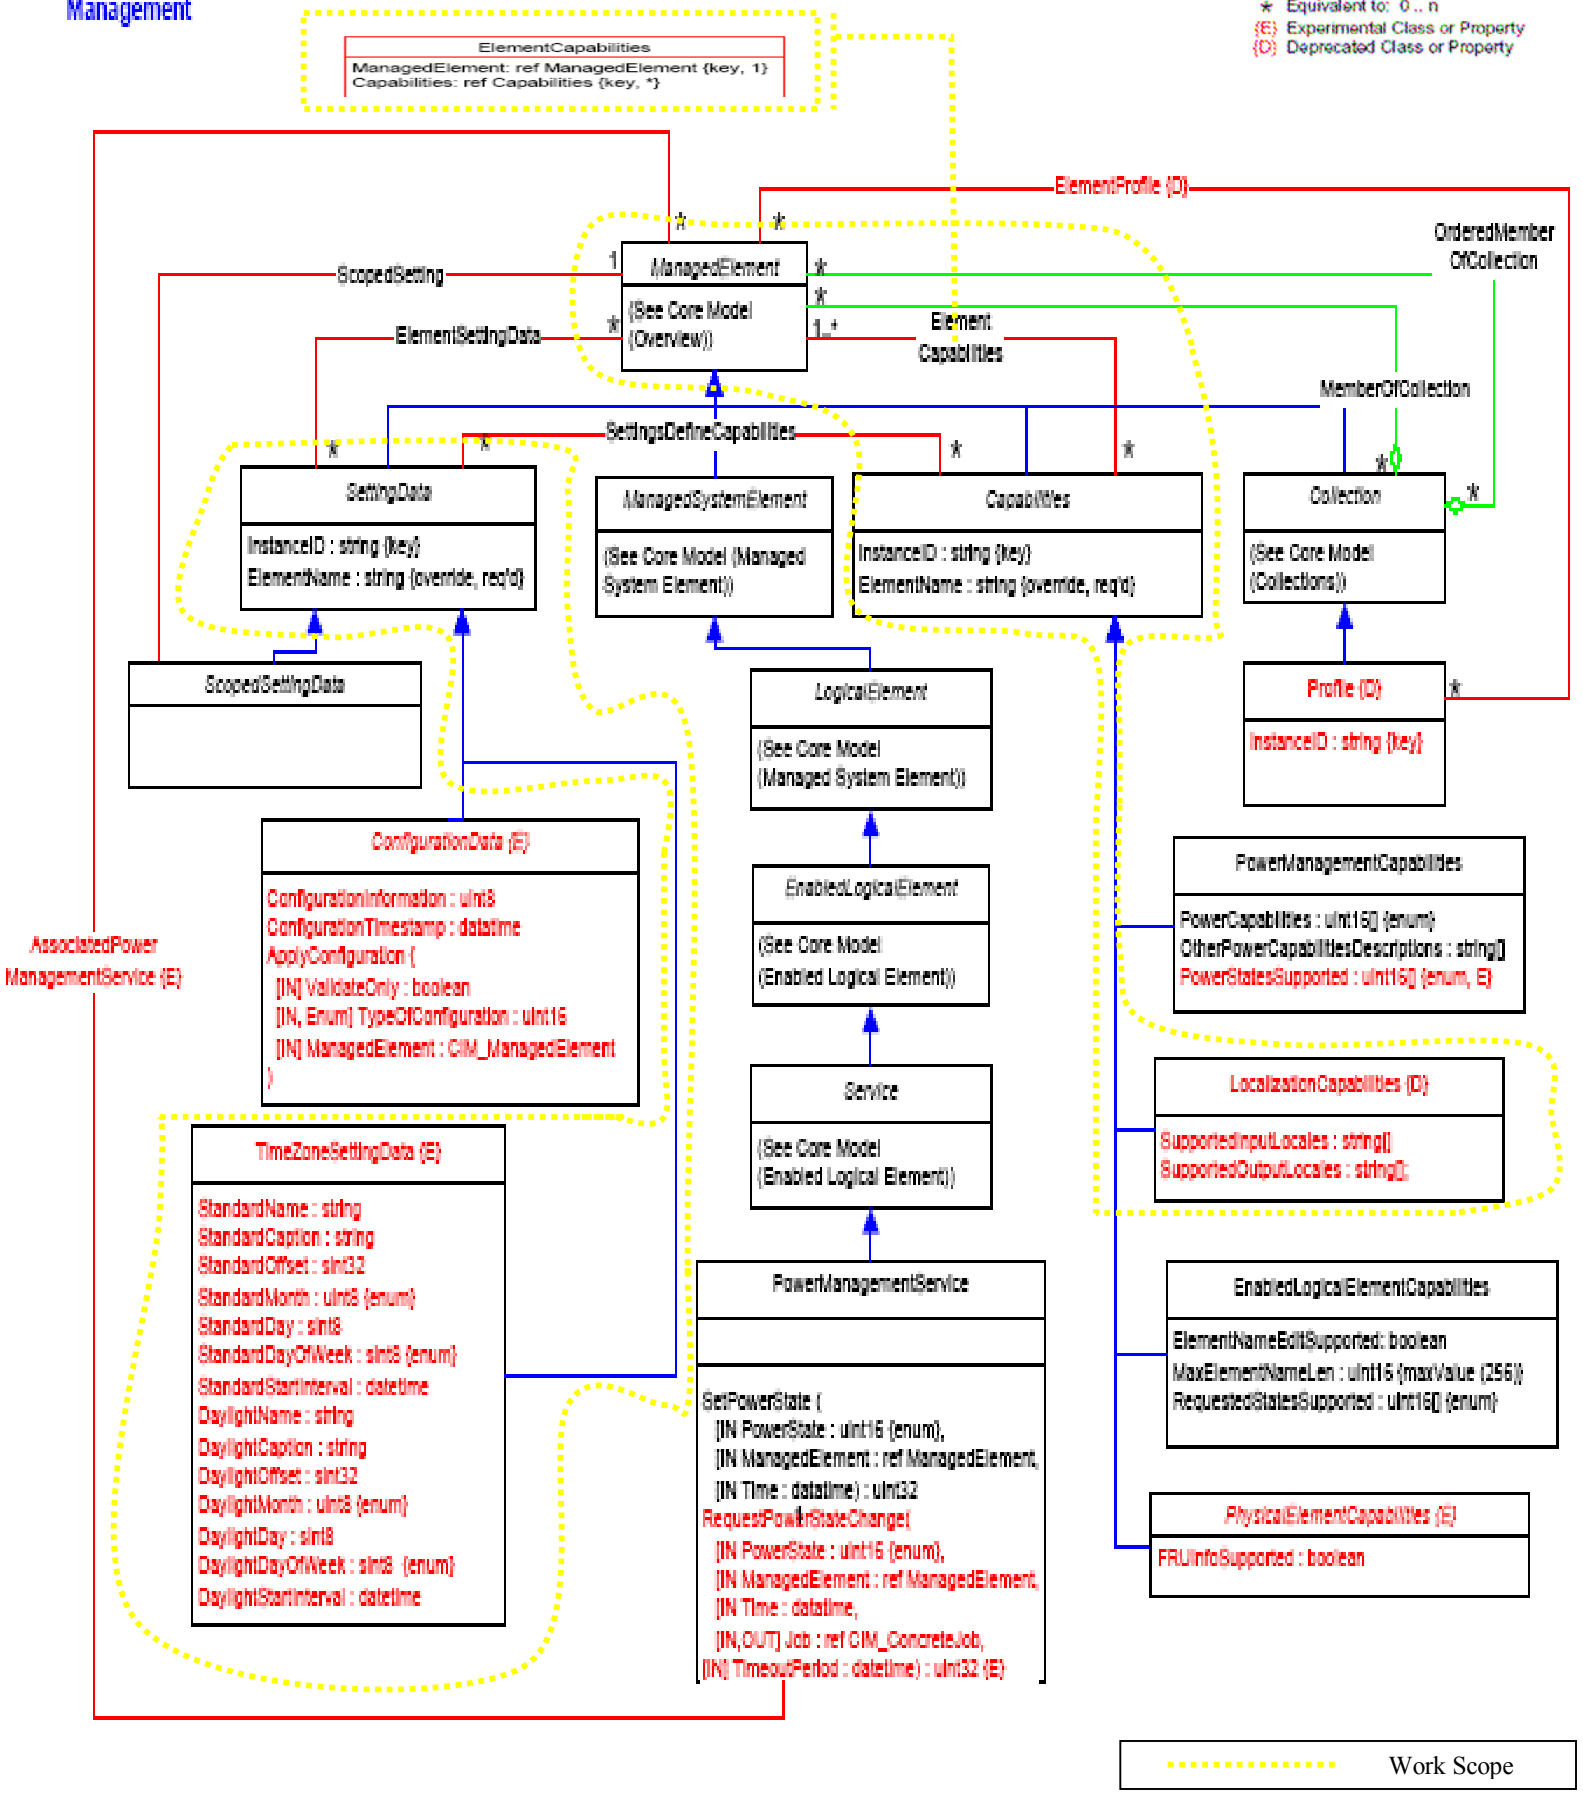 Management
* Equivalent to: 0 .. n
{E} Experimental Class or Property
{D} Deprecated Class or Property
ElementCapabilities
ManagedElement: ref ManagedElement {key, 1}
Capabilities: ref Capabilities {key, *}
ElementProfile {D}
* *
OrderedMember
OfCollection
1
ManagedElement
*
ScopedSetting
(See Core Model
(Overview))
*
*
ElementSettingData
1..*
Element
Capabilities
MemberOfCollection
SettingsDefineCapabilities
* * * * * *
SettingData
InstanceID : string {key}
ElementName : string {override, req'd}
ManagedSystemElement
(See Core Model (Managed
System Element))
Capabilities
InstanceID : string {key}
ElementName : string {override, req'd}
Collection
(See Core Model
(Collections))
ScopedSettingData
LogicalElement
(See Core Model
(Managed System Element))
Profile {D}
*
InstanceID : string {key}
ConfigurationData {E}
ConfigurationInformation : uint8
ConfigurationTimestamp : datatime
ApplyConfiguration (
[IN] ValidateOnly : boolean
[IN, Enum] TypeOfConfiguration : uint16
[IN] ManagedElement : CIM_ManagedElement
)
EnabledLogicalElement
(See Core Model
(Enabled Logical Element))
PowerManagementCapabilities
PowerCapabilities : uint16[] {enum}
OtherPowerCapabilitiesDescriptions : string[]
PowerStatesSupported : uint16[] {enum, E}
AssociatedPower
ManagementService {E}
Service
(See Core Model
(Enabled Logical Element))
LocalizationCapabilities {D}
SupportedInputLocales : string[]
SupportedOutputLocales : string[];
TimeZoneSettingData {E}
StandardName : string
StandardCaption : string
StandardOffset : sint32
StandardMonth : uint8 {enum}
StandardDay : sint8
StandardDayOfWeek : sint8 {enum}
StandardStartInterval : datetime
DaylightName : string
DaylightCaption : string
DaylightOffset : sint32
DaylightMonth : uint8 {enum}
DaylightDay : sint8
DaylightDayOfWeek : sint8 {enum}
DaylightStartInterval : datetime
PowerManagementService
SetPowerState (
[IN PowerState : uint16 {enum},
[IN ManagedElement : ref ManagedElement,
[IN Time : datatime) : uint32
RequestPowerStateChange(
[IN PowerState : uint16 {enum},
[IN ManagedElement : ref ManagedElement,
[IN Time : datatime,
[IN,OUT] Job : ref CIM_ConcreteJob,
[IN] TimeoutPeriod : datetime) : uint32 {E}
EnabledLogicalElementCapabilities
ElementNameEditSupported: boolean
MaxElementNameLen : uint16 {maxValue (256)}
RequestedStatesSupported : uint16[] {enum}
PhysicalElementCapabilities {E}
FRUInfoSupported : boolean
Work Scope